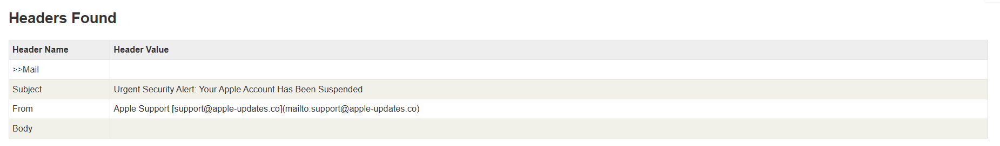 Headers Found
Header Name Header Value
>>Mail
Subject Urgent Security Alert: Your Apple Account Has Been Suspended
From Apple Support [support@apple-updates.co](mailto:support@apple-updates.co)
Body